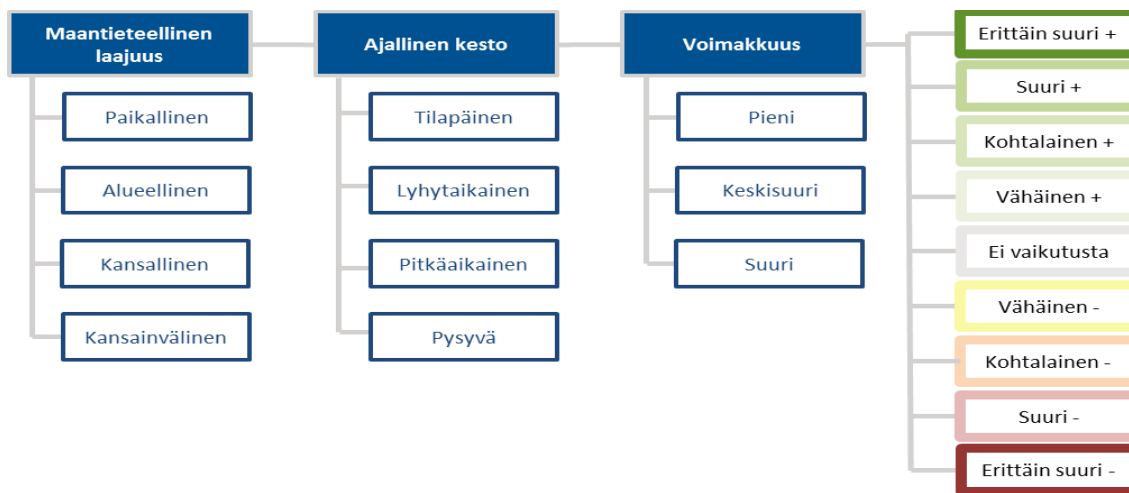 Maantieteellinen
laajuus
Paikallinen
Alueellinen
Kansallinen
Kansainvälinen
Ajallinen kesto
Tilapäinen
Lyhytaikainen
Pitkäaikainen
Pysyvä
Voimakkuus
Pieni
Keskisuuri
Suuri
Erittäin suuri +
Suuri +
Kohtalainen +
Vähäinen +
Ei vaikutusta
Vähäinen -
Kohtalainen -
Suuri -
Erittäin suuri -